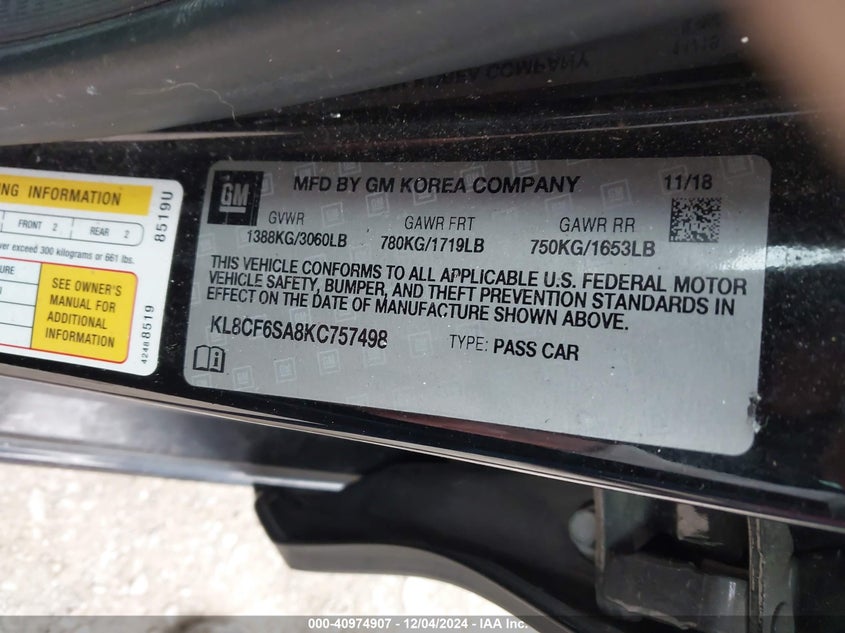 MFD BY GM KOREA COMPANY 11/18
GM
GVWR GAWR FRT GAWR RR
1388KG/3060LB 780KG/1719LB 750KG/1653LB
THIS VEHICLE CONFORMS TO ALL APPLICABLE U.S. FEDERAL MOTOR
VEHICLE SAFETY, BUMPER, AND THEFT PREVENTION STANDARDS IN
EFFECT ON THE DATE OF MANUFACTURE SHOWN ABOVE.
KL8CF6SA8KC757498 TYPE: PASS CAR
INFORMATION
FRONT 2 REAR 2
exceed 300 kilograms or 661 lbs.
SEE OWNER'S
MANUAL FOR
ADDITIONAL
INFORMATION
8519U
42488519
000-40974907 - 12/04/2024 - IAA Inc.